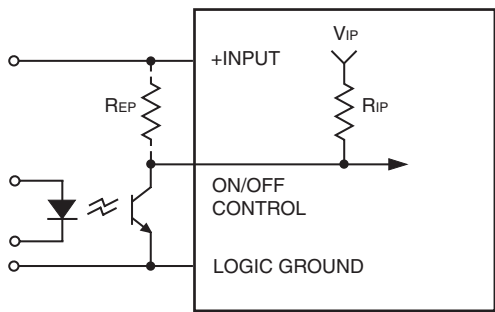 VIP
+INPUT
REP
RIP
ON/OFF
CONTROL
LOGIC GROUND